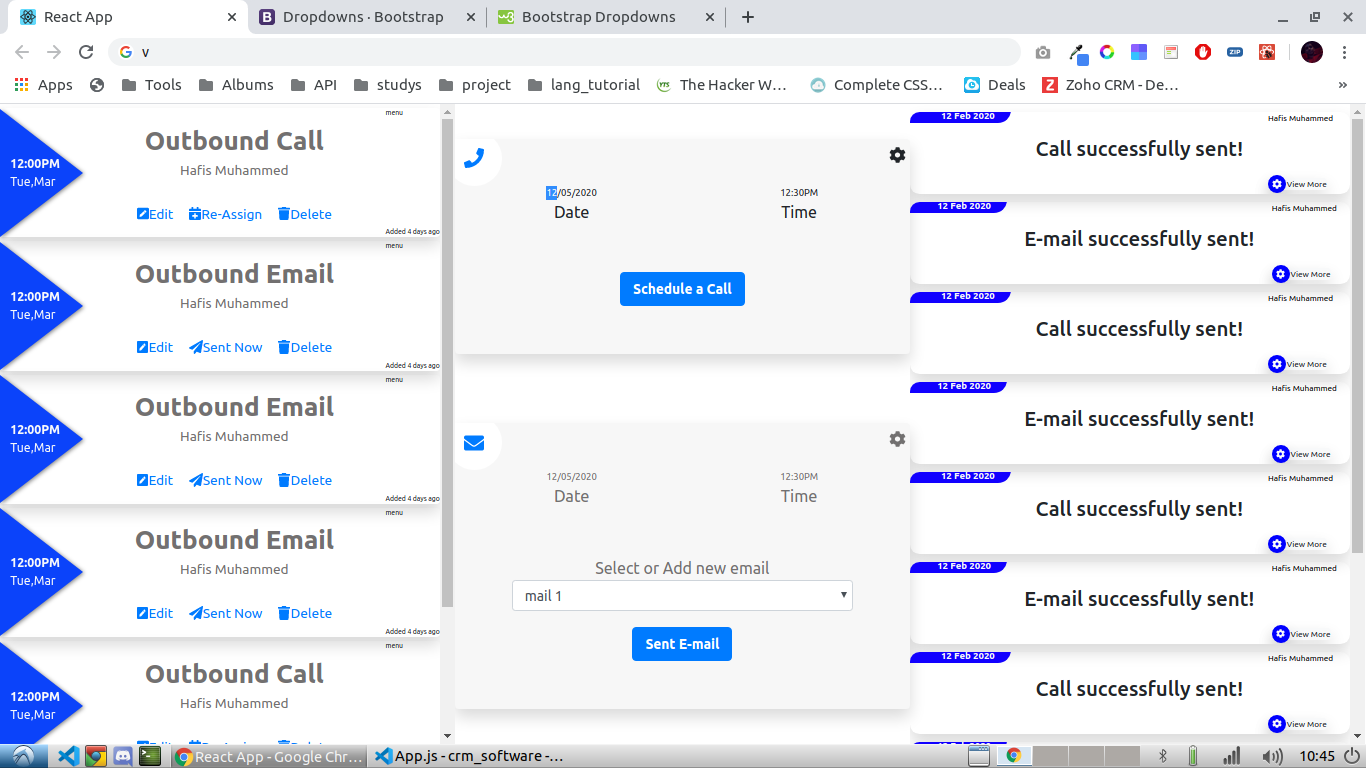 React App
Dropdowns · Bootstrap
Bootstrap Dropdowns
v
ZIP
Apps
Tools
Albums
API
studys
project
lang_tutorial
YTS
The Hacker W…
Complete CSS…
Deals
Z
Zoho CRM - De…
»
menu
Outbound Call
Hafis Muhammed
12:00PM
Tue,Mar
Edit Re-Assign Delete
Added 4 days ago
menu
Outbound Email
Hafis Muhammed
12:00PM
Tue,Mar
Edit Sent Now Delete
Added 4 days ago
menu
Outbound Email
Hafis Muhammed
12:00PM
Tue,Mar
Edit Sent Now Delete
Added 4 days ago
menu
Outbound Email
Hafis Muhammed
12:00PM
Tue,Mar
Edit Sent Now Delete
Added 4 days ago
menu
Outbound Call
Hafis Muhammed
12:00PM
Tue,Mar
Edit Re-Assign Delete
12/05/2020 12:30PM
Date Time
Schedule a Call
12/05/2020 12:30PM
Date Time
Select or Add new email
mail 1
Sent E-mail
12 Feb 2020 Hafis Muhammed
Call successfully sent!
View More
12 Feb 2020 Hafis Muhammed
E-mail successfully sent!
View More
12 Feb 2020 Hafis Muhammed
Call successfully sent!
View More
12 Feb 2020 Hafis Muhammed
E-mail successfully sent!
View More
12 Feb 2020 Hafis Muhammed
Call successfully sent!
View More
12 Feb 2020 Hafis Muhammed
E-mail successfully sent!
View More
12 Feb 2020 Hafis Muhammed
Call successfully sent!
View More
React App - Google Chr…
App.js - crm_software -…
10:45